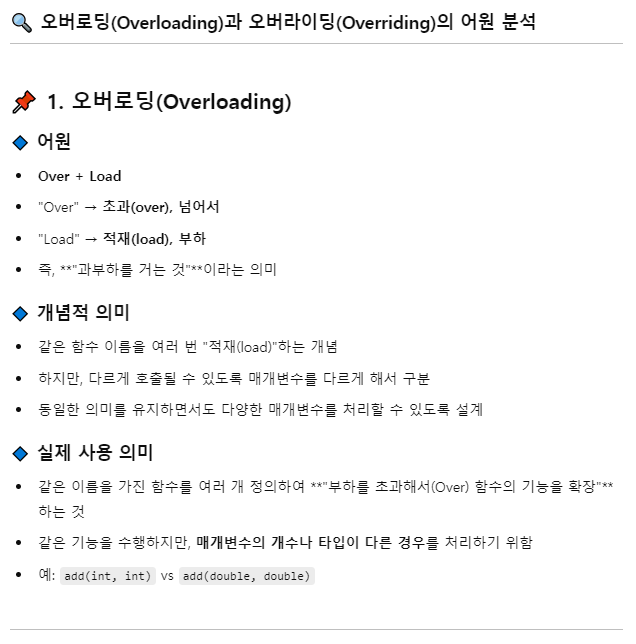 🔍 오버로딩(Overloading)과 오버라이딩(Overriding)의 어원 분석
📌 1. 오버로딩(Overloading)
🔷 어원
• Over + Load
• "Over" → 초과(over), 넘어서
• "Load" → 적재(load), 부하
• 즉, **"과부하를 거는 것"**이라는 의미
🔷 개념적 의미
• 같은 함수 이름을 여러 번 "적재(load)"하는 개념
• 하지만, 다르게 호출될 수 있도록 매개변수를 다르게 해서 구분
• 동일한 의미를 유지하면서도 다양한 매개변수를 처리할 수 있도록 설계
🔷 실제 사용 의미
• 같은 이름을 가진 함수를 여러 개 정의하여 **"부하를 초과해서(Over) 함수의 기능을 확장"**
하는 것
• 같은 기능을 수행하지만, 매개변수의 개수나 타입이 다른 경우를 처리하기 위함
• 예: add(int, int) vs add(double, double)